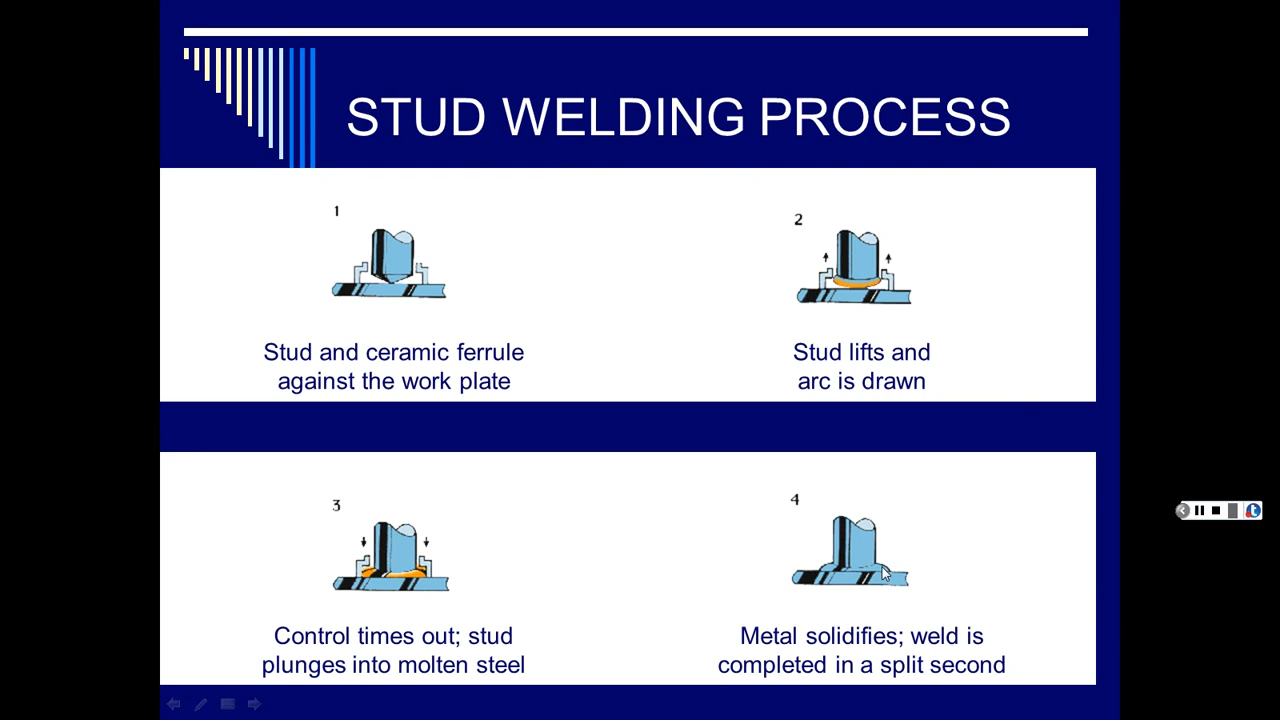 STUD WELDING PROCESS
1
2
Stud and ceramic ferrule
against the work plate
Stud lifts and
arc is drawn
3
4
Control times out; stud
plunges into molten steel
Metal solidifies; weld is
completed in a split second
t